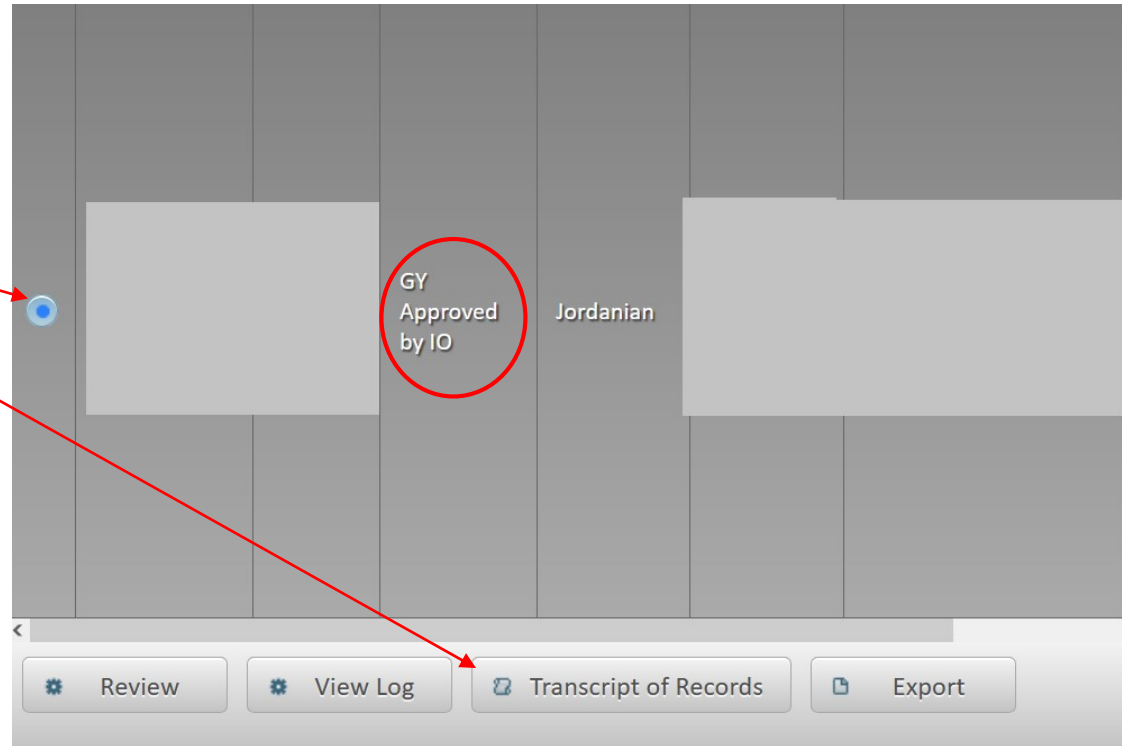 GY
Approved
by IO
Jordanian
Review
View Log
Transcript of Records
Export